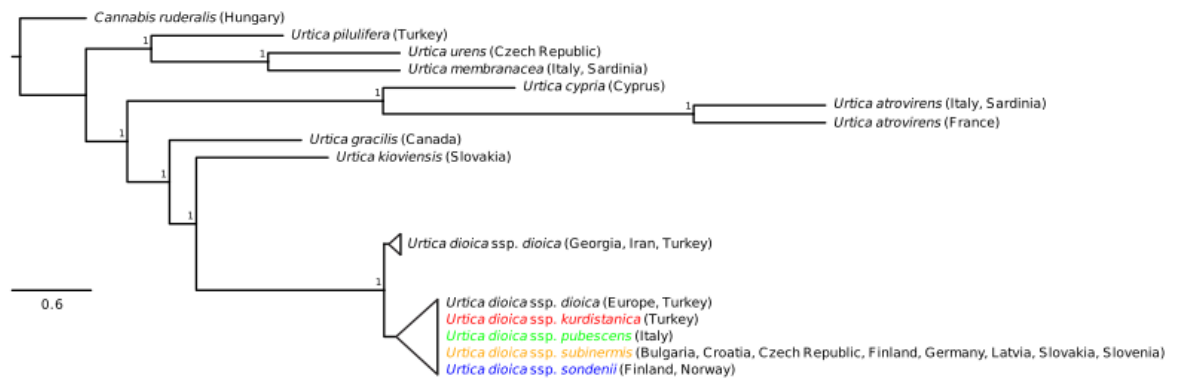 Cannabis ruderalis (Hungary)
1
Urtica pilulifera (Turkey)
1
Urtica urens (Czech Republic)
Urtica membranacea (Italy, Sardinia)
Urtica cypria (Cyprus)
1
1
Urtica atrovirens (Italy, Sardinia)
Urtica atrovirens (France)
1
Urtica gracilis (Canada)
Urtica kioviensis (Slovakia)
1
1
Urtica dioica ssp. dioica (Georgia, Iran, Turkey)
1
0.6
Urtica dioica ssp. dioica (Europe, Turkey)
Urtica dioica ssp. kurdistanica (Turkey)
Urtica dioica ssp. pubescens (Italy)
Urtica dioica ssp. subinermis (Bulgaria, Croatia, Czech Republic, Finland, Germany, Latvia, Slovakia, Slovenia)
Urtica dioica ssp. sondenii (Finland, Norway)